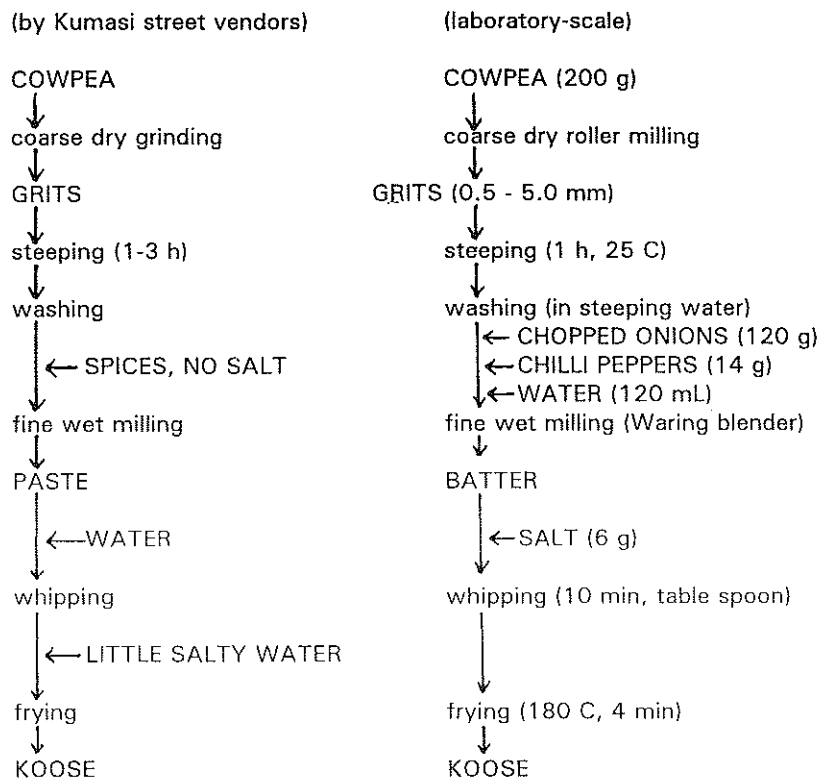 (by Kumasi street vendors)
COWPEA
coarse dry grinding
GRITS
steeping (1-3 h)
washing
SPICES, NO SALT
fine wet milling
PASTE
WATER
whipping
LITTLE SALTY WATER
frying
KOOSE
(laboratory-scale)
COWPEA (200 g)
coarse dry roller milling
GRITS (0.5 - 5.0 mm)
steeping (1 h, 25 C)
washing (in steeping water)
CHOPPED ONIONS (120 g)
CHILLI PEPPERS (14 g)
WATER (120 mL)
fine wet milling (Waring blender)
BATTER
SALT (6 g)
whipping (10 min, table spoon)
frying (180 C, 4 min)
KOOSE